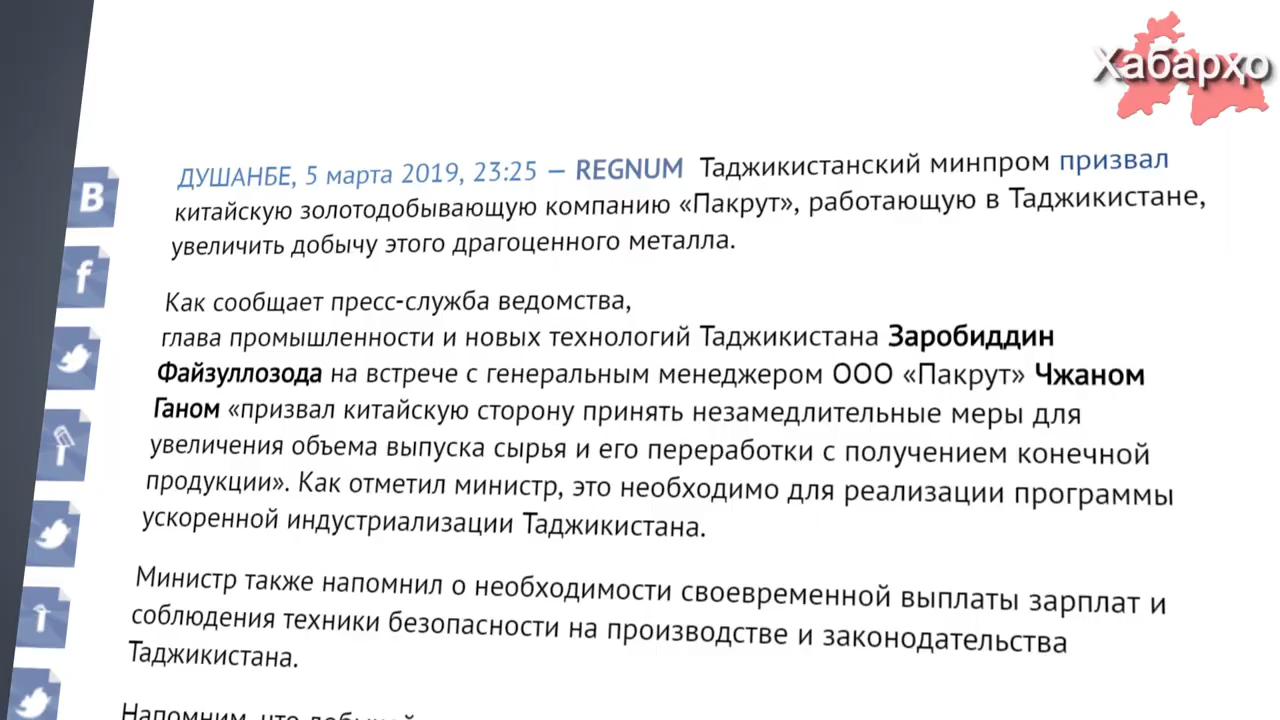 Хабарҳо
ДУШАНБЕ, 5 марта 2019, 23:25 — REGNUM Таджикистанский минпром призвал
китайскую золотодобывающую компанию «Пакрут», работающую в Таджикистане,
увеличить добычу этого драгоценного металла.
Как сообщает пресс-служба ведомства,
глава промышленности и новых технологий Таджикистана Заробиддин
Файзуллозода на встрече с генеральным менеджером ООО «Пакрут» Чжаном
Ганом «призвал китайскую сторону принять незамедлительные меры для
увеличения объема выпуска сырья и его переработки с получением конечной
продукции». Как отметил министр, это необходимо для реализации программы
ускоренной индустриализации Таджикистана.
Министр также напомнил о необходимости своевременной выплаты зарплат и
соблюдения техники безопасности на производстве и законодательства
Таджикистана.
Напомним, что